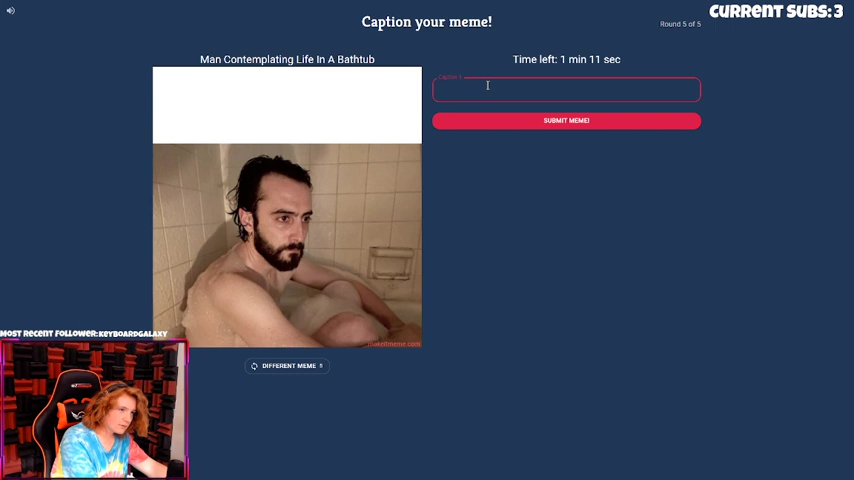 Caption your meme!
Round 5 of 5
CURRENT SUBS: 3
Man Contemplating Life In A Bathtub
Time left: 1 min 11 sec
Caption 1
SUBMIT MEME!
makeitmeme.com
DIFFERENT MEME 5
MOST RECENT FOLLOWER: KEYBOARDGALAXY